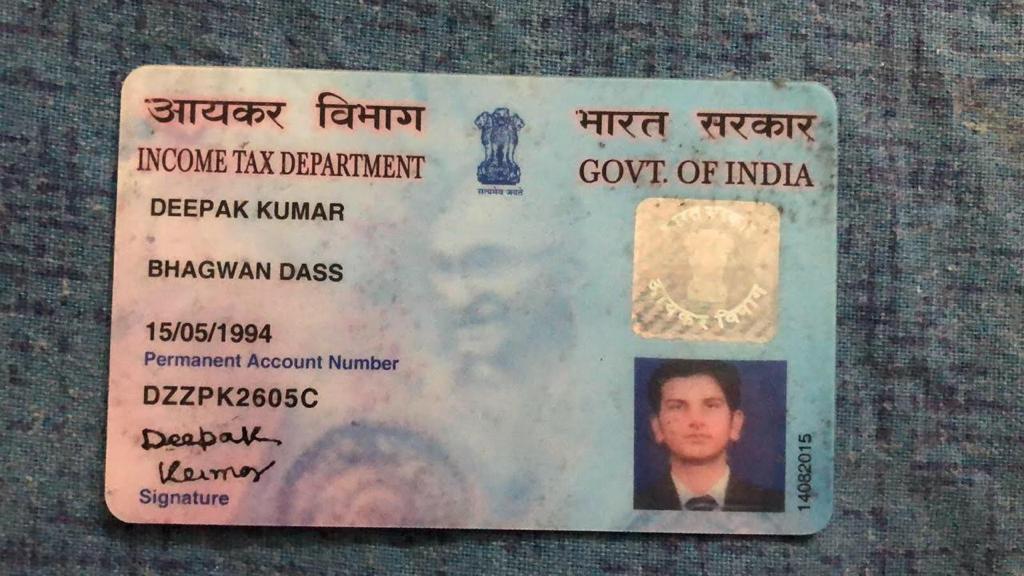 आयकर विभाग
भारत सरकार
INCOME TAX DEPARTMENT
GOVT. OF INDIA
सत्यमेव जयते
DEEPAK KUMAR
BHAGWAN DASS
15/05/1994
Permanent Account Number
DZZPK2605C
Deepak
Kumar
Signature
आयकर विभाग
14082015